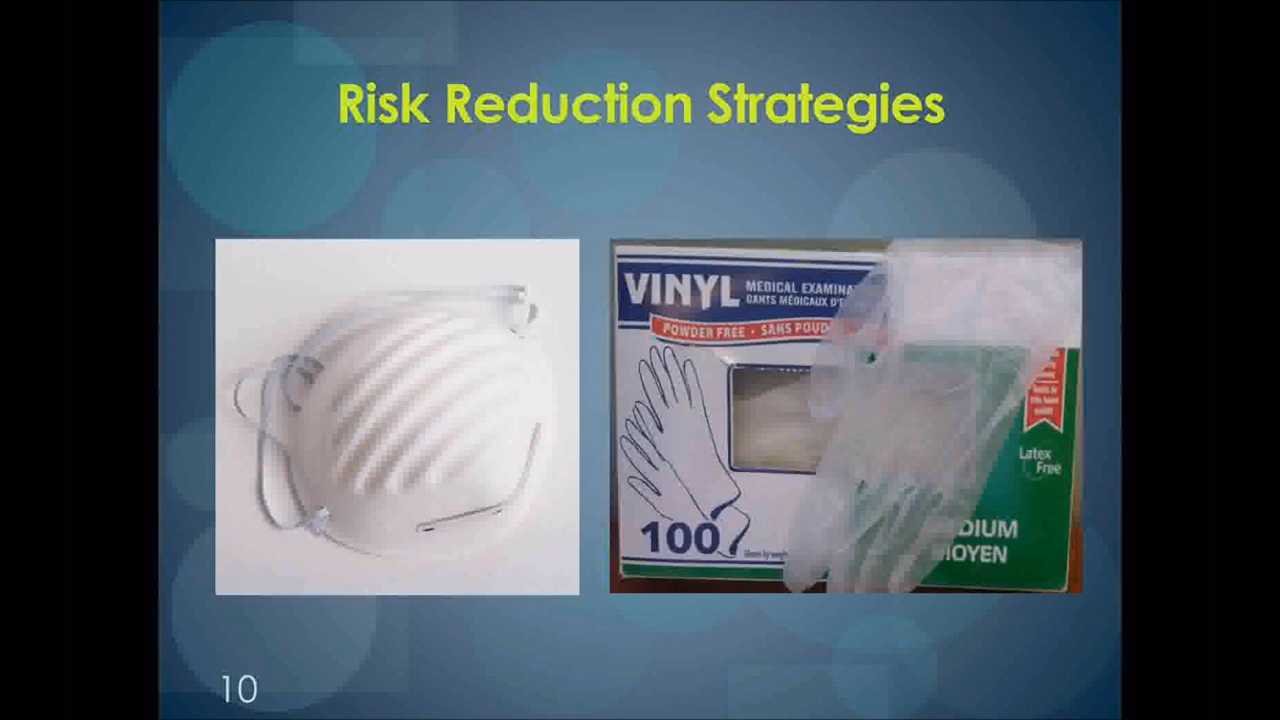 Risk Reduction Strategies
VINYL
MEDICAL EXAMINA
GANTS MÉDICAUX D'E
POWDER FREE · SANS POUD
Latex
Free
100
DIUM
MOYEN
10